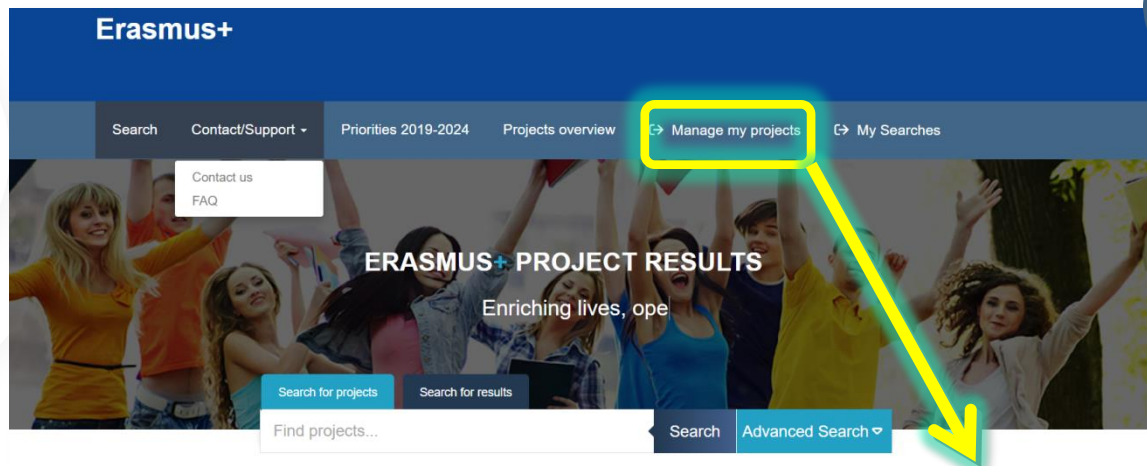 Erasmus+
Search Contact/Support Priorities 2019-2024 Projects overview Manage my projects My Searches
Contact us
FAQ
ERASMUS+ PROJECT RESULTS
Enriching lives, ope
Search for projects Search for results
Find projects... Search Advanced Search